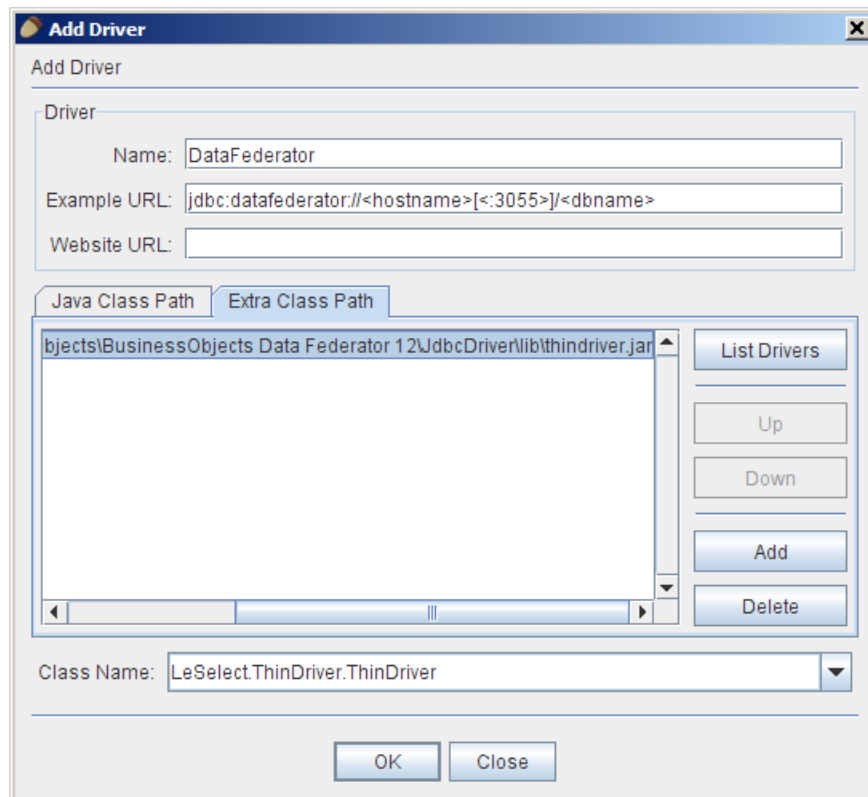 Add Driver
Add Driver
Driver
Name: DataFederator
Example URL: jdbc:datafederator://<hostname>[<:3055>]/<dbname>
Website URL:
Java Class Path Extra Class Path
bjects\BusinessObjects Data Federator 12\JdbcDriver\lib\thindriver.jar
List Drivers
Up
Down
Add
Delete
Class Name: LeSelect.ThinDriver.ThinDriver
OK Close